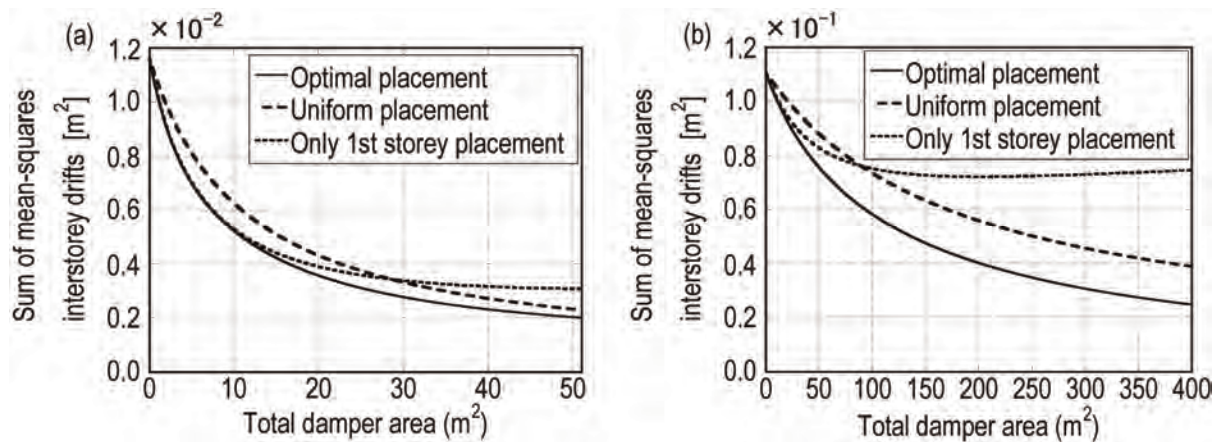 (a)
× 10⁻²
1.2
1.0
0.8
0.6
0.4
0.2
0.0
Sum of mean-squares
interstorey drifts [m²]
Optimal placement
Uniform placement
Only 1st storey placement
0 10 20 30 40 50
Total damper area (m²)
(b)
× 10⁻¹
1.2
1.0
0.8
0.6
0.4
0.2
0.0
Sum of mean-squares
interstorey drifts [m²]
Optimal placement
Uniform placement
Only 1st storey placement
0 50 100 150 200 250 300 350 400
Total damper area (m²)